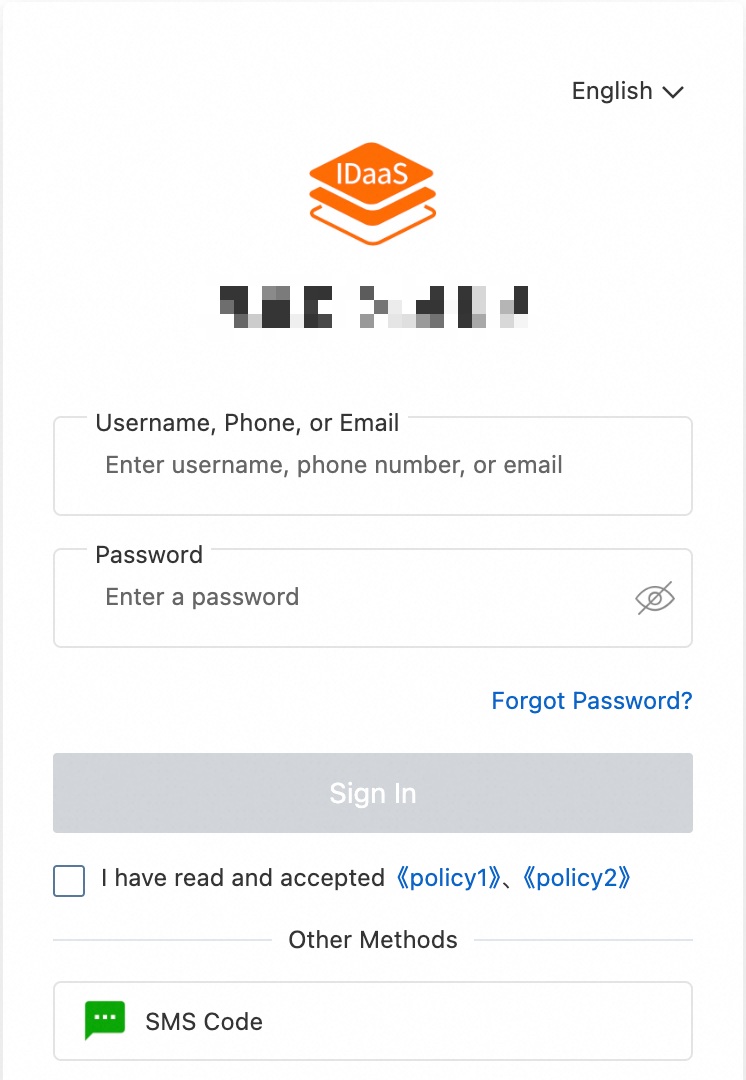 English
IDaaS
Username, Phone, or Email
Enter username, phone number, or email
Password
Enter a password
Forgot Password?
Sign In
I have read and accepted 《policy1》、《policy2》
Other Methods
SMS Code